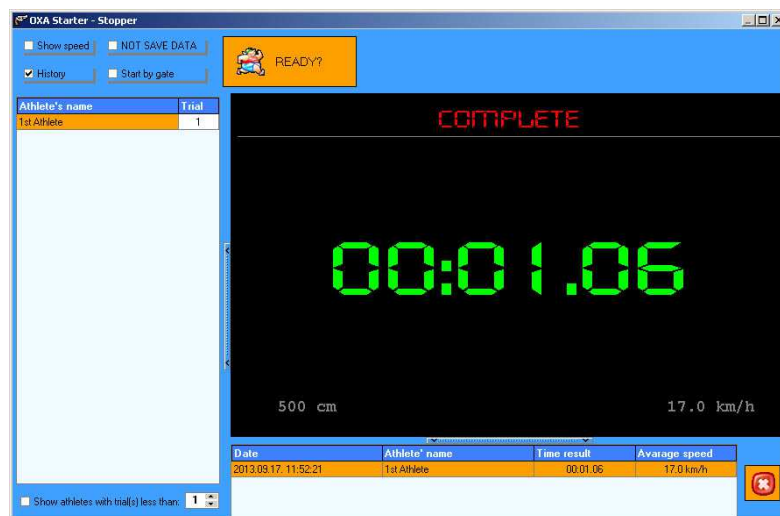 OXA Starter - Stopper
Show speed
NOT SAVE DATA
History
Start by gate
READY?
Athlete's name Trial
1st Athlete 1
COMPLETE
00:01.06
500 cm 17.0 km/h
Date Athlete' name Time result Avarage speed
2013.09.17. 11:52:21 1st Athlete 00:01.06 17.0 km/h
Show athletes with trial(s) less than: 1